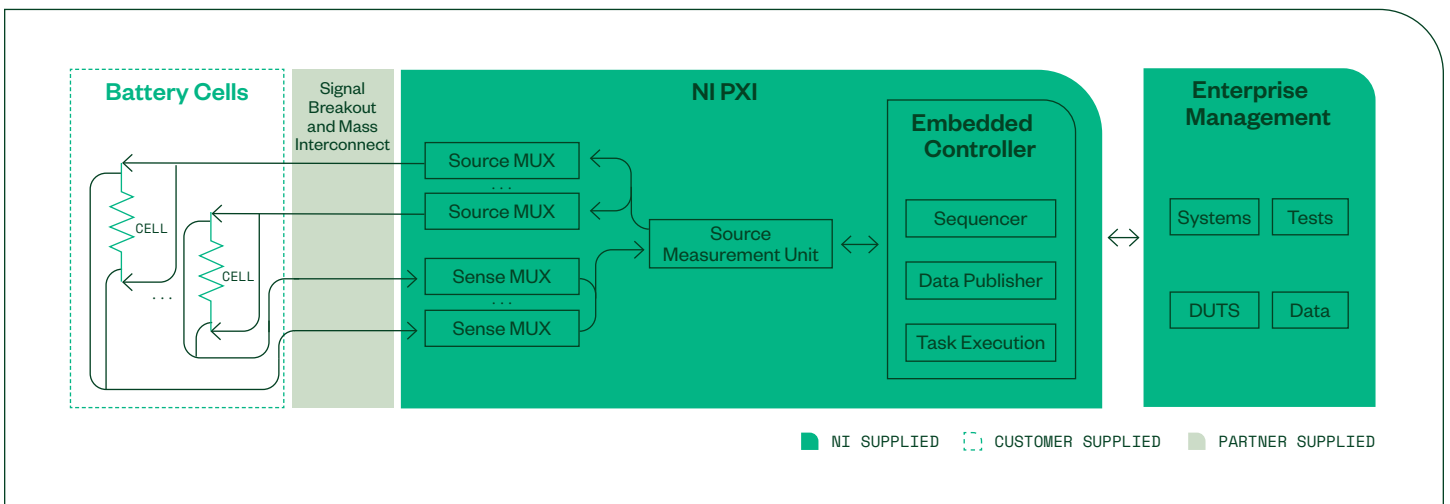 Battery Cells
Signal
Breakout
and Mass
Interconnect
NI PXI
Enterprise
Management
Embedded
Controller
Source MUX
...
Source MUX
Sense MUX
...
Sense MUX
Source
Measurement Unit
Sequencer
Data Publisher
Task Execution
Systems
Tests
DUTS
Data
CELL
...
CELL
NI SUPPLIED
CUSTOMER SUPPLIED
PARTNER SUPPLIED